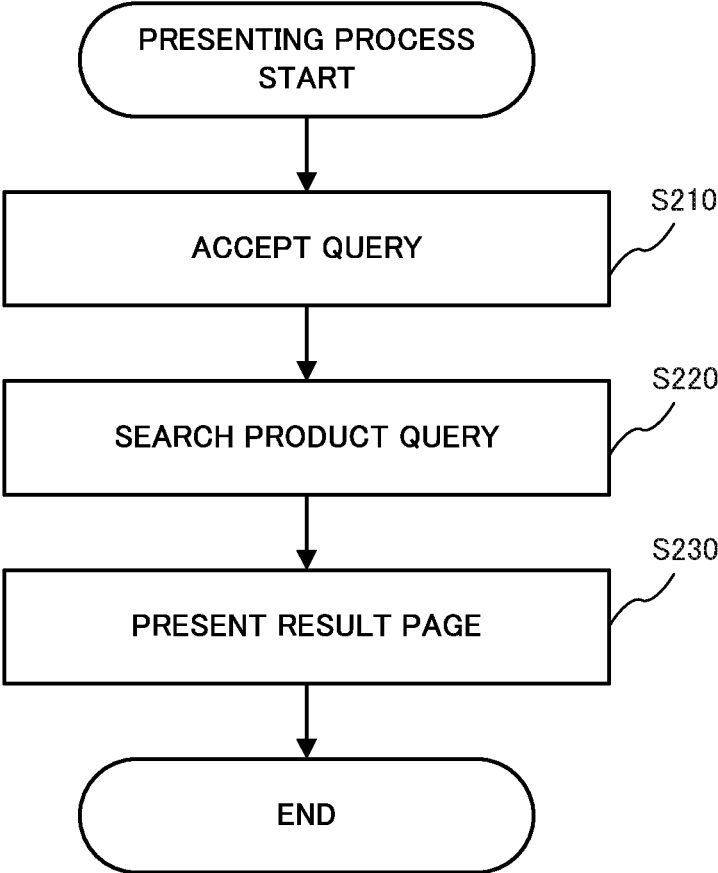 PRESENTING PROCESS
START
S210
ACCEPT QUERY
S220
SEARCH PRODUCT QUERY
S230
PRESENT RESULT PAGE
END